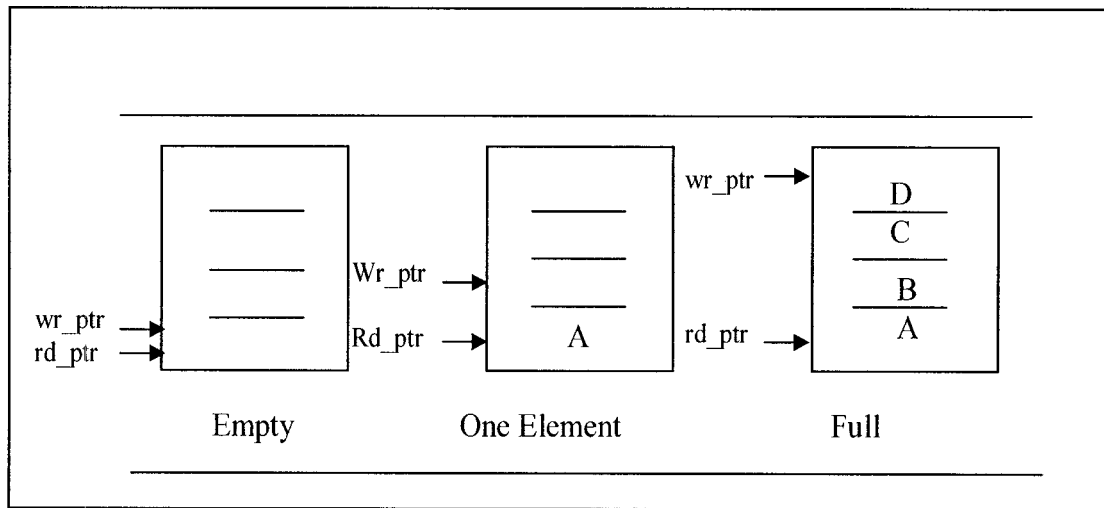 wr_ptr
rd_ptr
Empty
Wr_ptr
Rd_ptr
A
One Element
wr_ptr
rd_ptr
D
C
B
A
Full